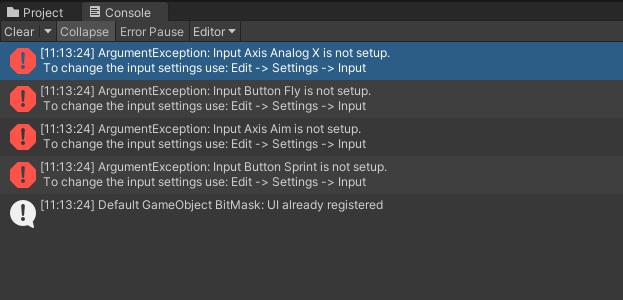 Project
Console
Clear
Collapse
Error Pause
Editor
[11:13:24] ArgumentException: Input Axis Analog X is not setup.
To change the input settings use: Edit -> Settings -> Input
[11:13:24] ArgumentException: Input Button Fly is not setup.
To change the input settings use: Edit -> Settings -> Input
[11:13:24] ArgumentException: Input Axis Aim is not setup.
To change the input settings use: Edit -> Settings -> Input
[11:13:24] ArgumentException: Input Button Sprint is not setup.
To change the input settings use: Edit -> Settings -> Input
[11:13:24] Default GameObject BitMask: UI already registered